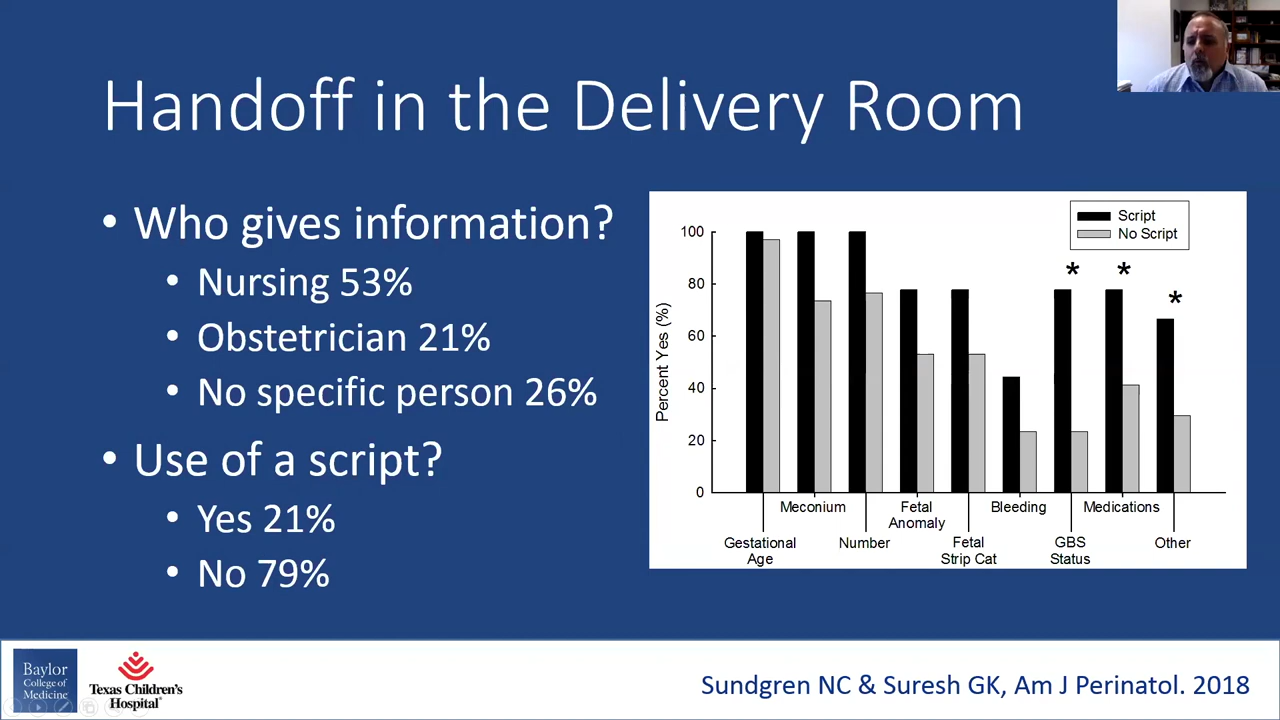 Handoff in the Delivery Room
• Who gives information?
• Nursing 53%
• Obstetrician 21%
• No specific person 26%
• Use of a script?
• Yes 21%
• No 79%
Script
No Script
Percent Yes (%)
100
80
60
40
20
0
* * *
Meconium
Fetal
Anomaly
Bleeding
Medications
Gestational
Age
Number
Fetal
Strip Cat
GBS
Status
Other
Baylor
College of
Medicine
Texas Children's
Hospital®
Sundgren NC & Suresh GK, Am J Perinatol. 2018